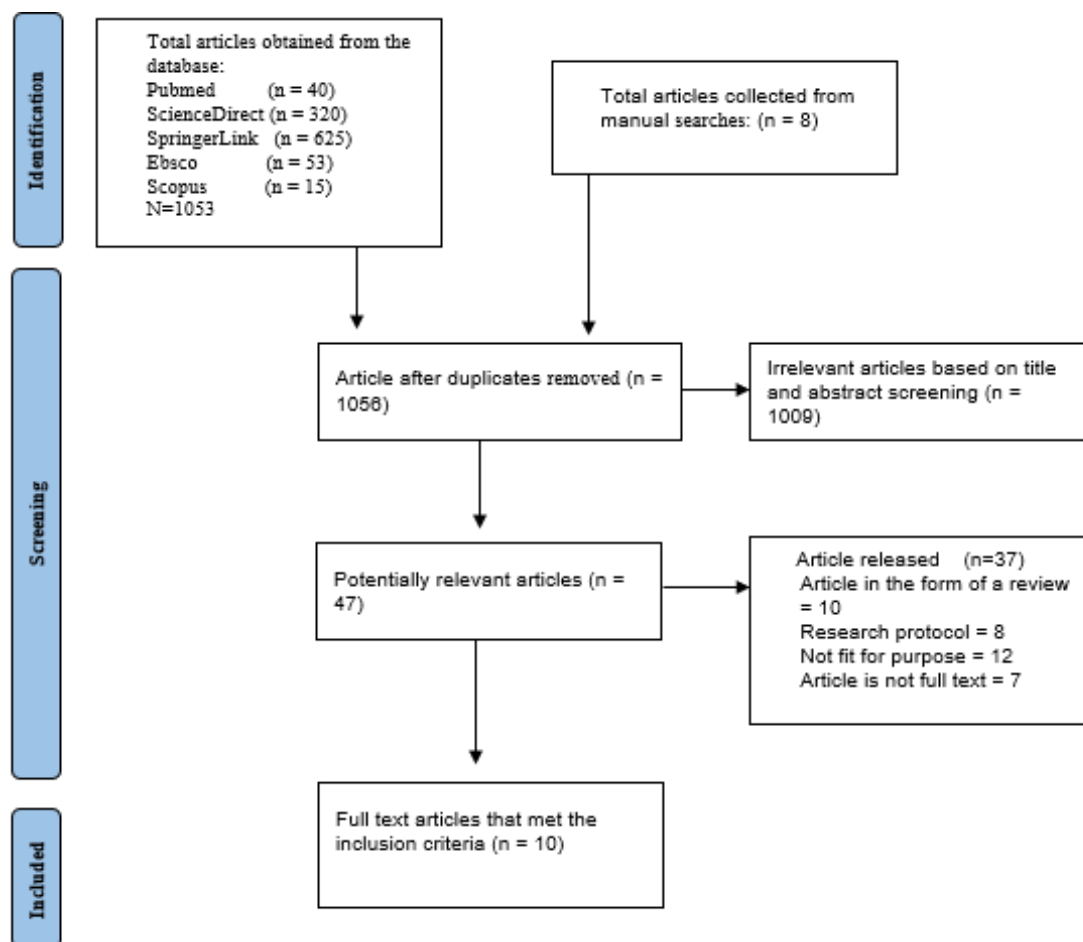 Identification
Total articles obtained from the
database:
Pubmed (n = 40)
ScienceDirect (n = 320)
SpringerLink (n = 625)
Ebsco (n = 53)
Scopus (n = 15)
N=1053
Total articles collected from
manual searches: (n = 8)
Screening
Article after duplicates removed (n =
1056)
Irrelevant articles based on title
and abstract screening (n =
1009)
Potentially relevant articles (n =
47)
Article released (n=37)
Article in the form of a review
= 10
Research protocol = 8
Not fit for purpose = 12
Article is not full text = 7
Included
Full text articles that met the
inclusion criteria (n = 10)